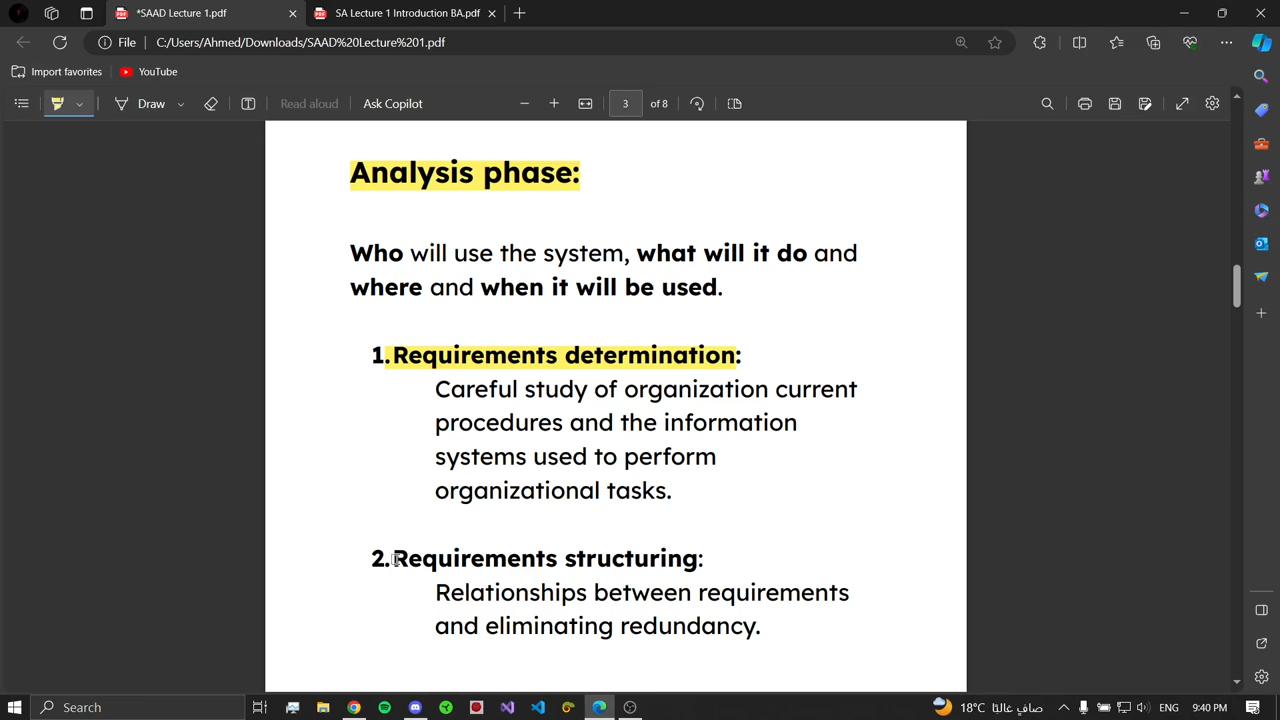 *SAAD Lecture 1.pdf
SA Lecture 1 Introduction BA.pdf
File
C:/Users/Ahmed/Downloads/SAAD%20Lecture%201.pdf
Import favorites
YouTube
Draw
Read aloud
Ask Copilot
3
of 8
Analysis phase:
Who will use the system, what will it do and
where and when it will be used.
1. Requirements determination:
Careful study of organization current
procedures and the information
systems used to perform
organizational tasks.
2. Requirements structuring:
Relationships between requirements
and eliminating redundancy.
Search
18°C
صافي غالبًا
ENG
9:40 PM